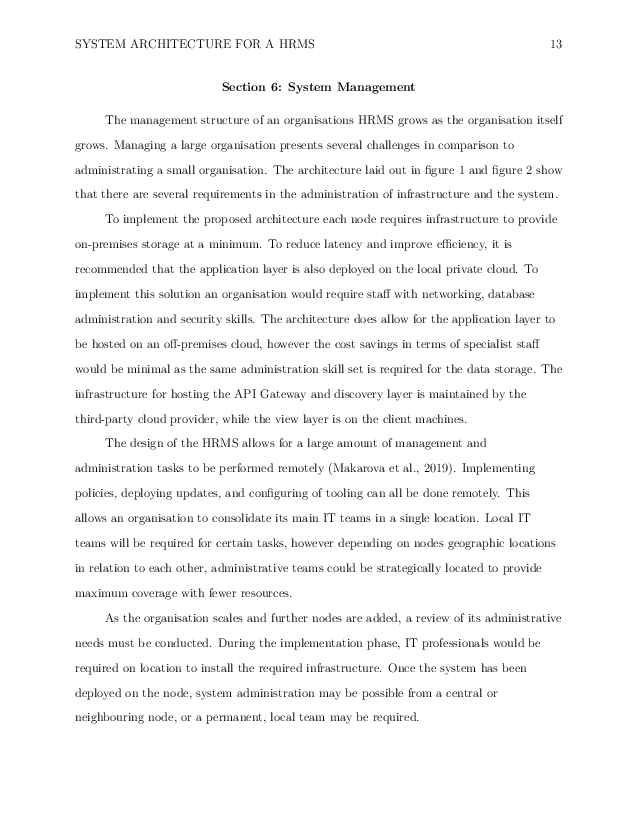 SYSTEM ARCHITECTURE FOR A HRMS 13
Section 6: System Management
The management structure of an organisations HRMS grows as the organisation itself
grows. Managing a large organisation presents several challenges in comparison to
administrating a small organisation. The architecture laid out in figure 1 and figure 2 show
that there are several requirements in the administration of infrastructure and the system.
To implement the proposed architecture each node requires infrastructure to provide
on-premises storage at a minimum. To reduce latency and improve efficiency, it is
recommended that the application layer is also deployed on the local private cloud. To
implement this solution an organisation would require staff with networking, database
administration and security skills. The architecture does allow for the application layer to
be hosted on an off-premises cloud, however the cost savings in terms of specialist staff
would be minimal as the same administration skill set is required for the data storage. The
infrastructure for hosting the API Gateway and discovery layer is maintained by the
third-party cloud provider, while the view layer is on the client machines.
The design of the HRMS allows for a large amount of management and
administration tasks to be performed remotely (Makarova et al., 2019). Implementing
policies, deploying updates, and configuring of tooling can all be done remotely. This
allows an organisation to consolidate its main IT teams in a single location. Local IT
teams will be required for certain tasks, however depending on nodes geographic locations
in relation to each other, administrative teams could be strategically located to provide
maximum coverage with fewer resources.
As the organisation scales and further nodes are added, a review of its administrative
needs must be conducted. During the implementation phase, IT professionals would be
required on location to install the required infrastructure. Once the system has been
deployed on the node, system administration may be possible from a central or
neighbouring node, or a permanent, local team may be required.